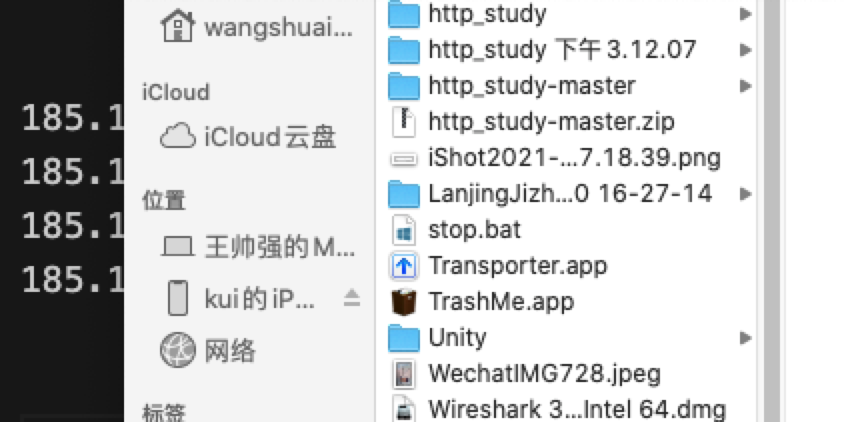 185.1
185.1
185.1
185.1
wangshuai...
iCloud
iCloud云盘
位置
王帅强的M...
kui的iP...
网络
标签
http_study
http_study 下午3.12.07
http_study-master
http_study-master.zip
iShot2021-...7.18.39.png
LanjingJizh...0 16-27-14
stop.bat
Transporter.app
TrashMe.app
Unity
WechatIMG728.jpeg
Wireshark 3...Intel 64.dmg